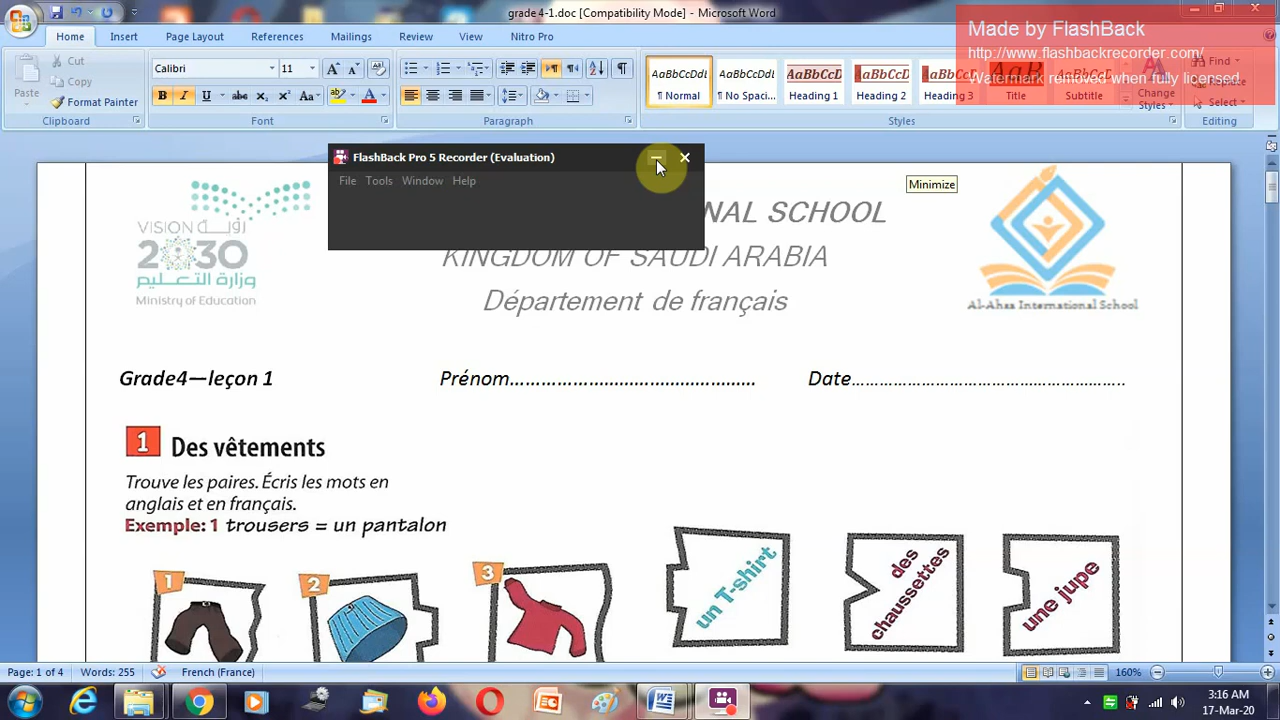 grade 4-1.doc [Compatibility Mode] - Microsoft Word
Made by FlashBack
http://www.flashbackrecorder.com/
Watermark removed when fully licensed
Home Insert Page Layout References Mailings Review View Nitro Pro
Cut
Copy
Paste
Format Painter
Clipboard
Calibri 11
Font
Paragraph
AaBbCcDdI AaBbCcDdI AaBbCcD AaBbCcD AaBbCcD AaB AaBbCcD
¶ Normal ¶ No Spaci... Heading 1 Heading 2 Heading 3 Title Subtitle
Change Styles
Styles
Find
Replace
Select
Editing
FlashBack Pro 5 Recorder (Evaluation)
File Tools Window Help
Minimize
VISION رؤية
2030
وزارة التعليم
Ministry of Education
NAL SCHOOL
KINGDOM OF SAUDI ARABIA
Département de français
Al-Ahsa International School
Grade4—leçon 1 Prénom................................................ Date......................................................
1 Des vêtements
Trouve les paires. Écris les mots en
anglais et en français.
Exemple: 1 trousers = un pantalon
1
2
3
un T-shirt
des chaussettes
une jupe
Page: 1 of 4 Words: 255 French (France) 160%
3:16 AM
17-Mar-20